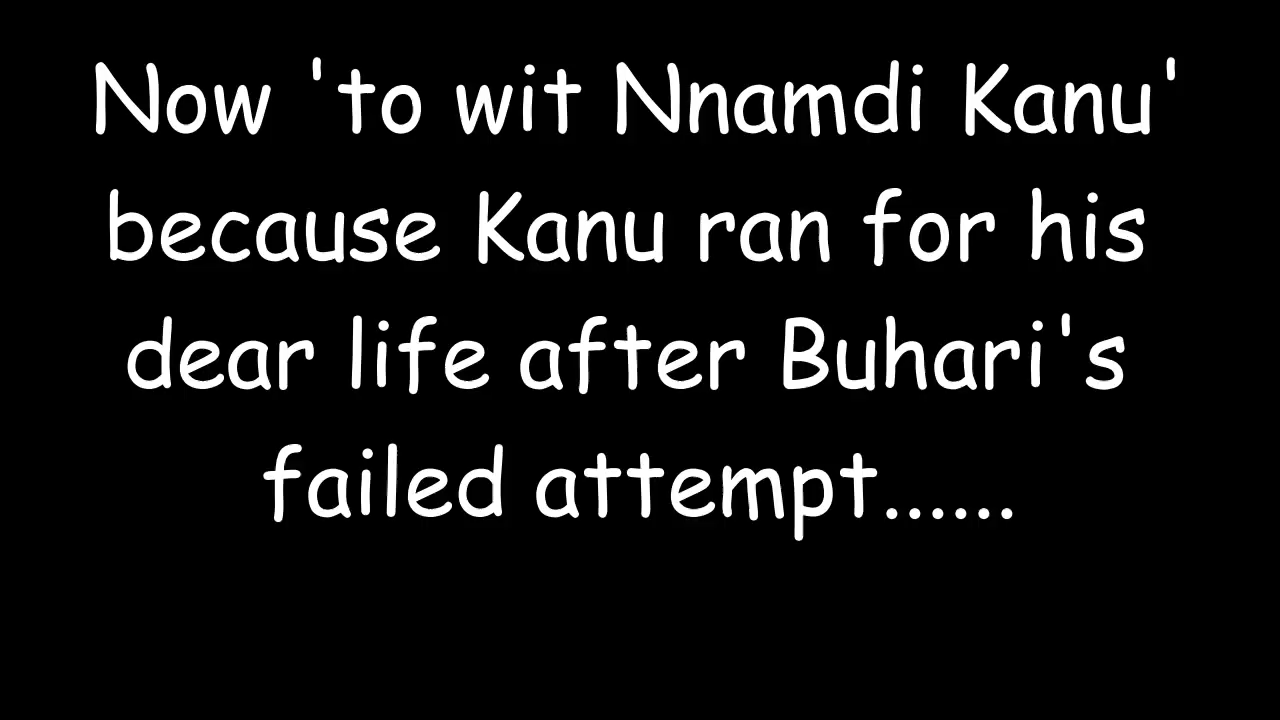 Now 'to wit Nnamdi Kanu'
because Kanu ran for his
dear life after Buhari's
failed attempt......